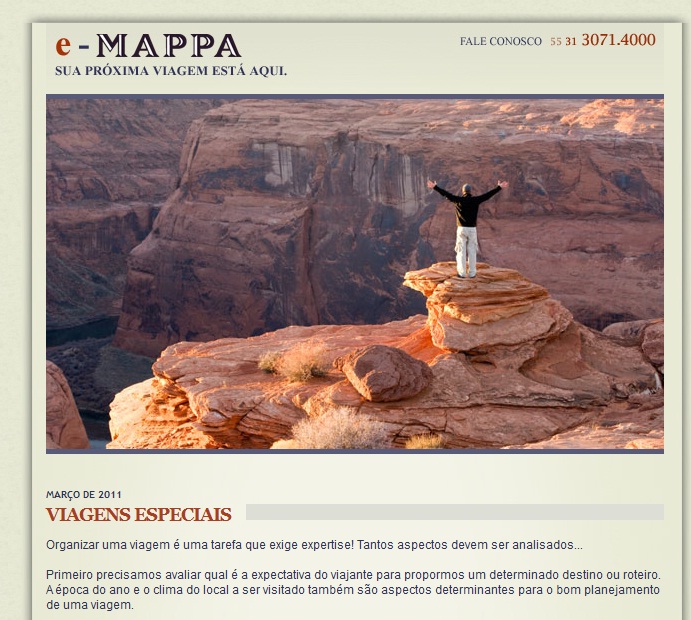 e-MAPPA
FALE CONOSCO 55 31 3071.4000
SUA PRÓXIMA VIAGEM ESTÁ AQUI.
MARÇO DE 2011
VIAGENS ESPECIAIS
Organizar uma viagem é uma tarefa que exige expertise! Tantos aspectos devem ser analisados...
Primeiro precisamos avaliar qual é a expectativa do viajante para propormos um determinado destino ou roteiro.
A época do ano e o clima do local a ser visitado também são aspectos determinantes para o bom planejamento
de uma viagem.